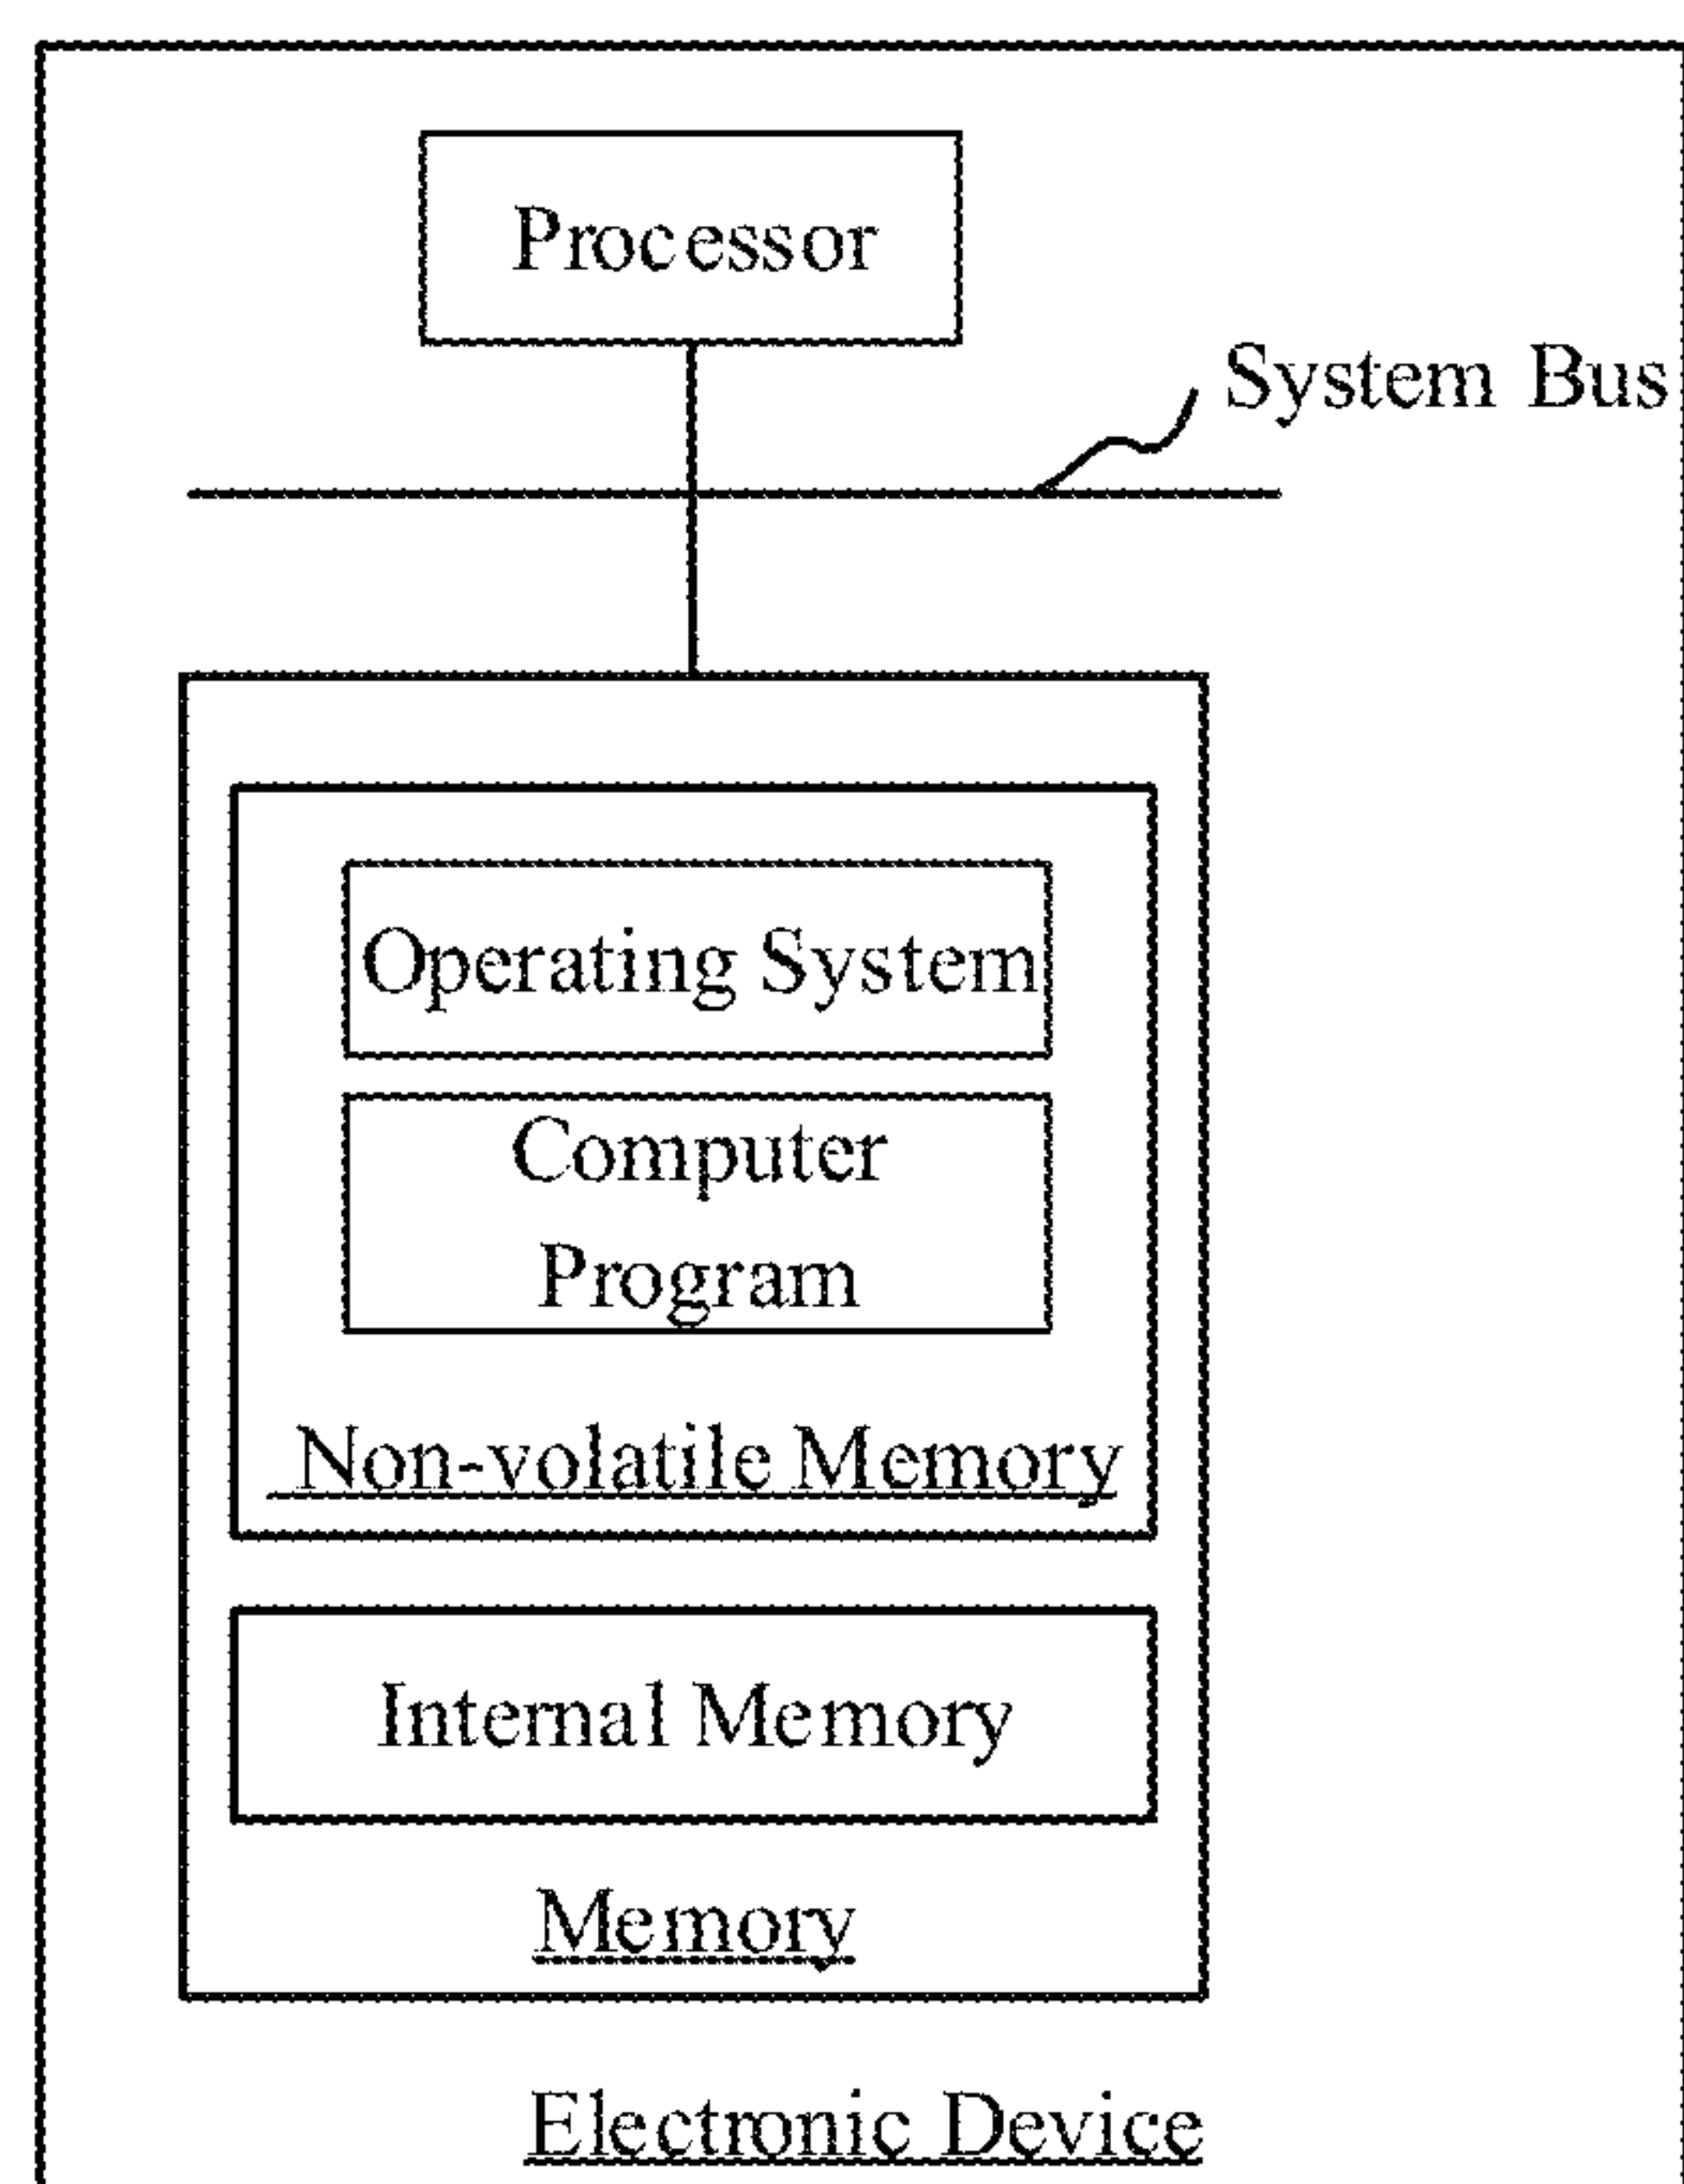 Processor
System Bus
Operating System
Computer
Program
Non-volatile Memory
Internal Memory
Memory
Electronic Device